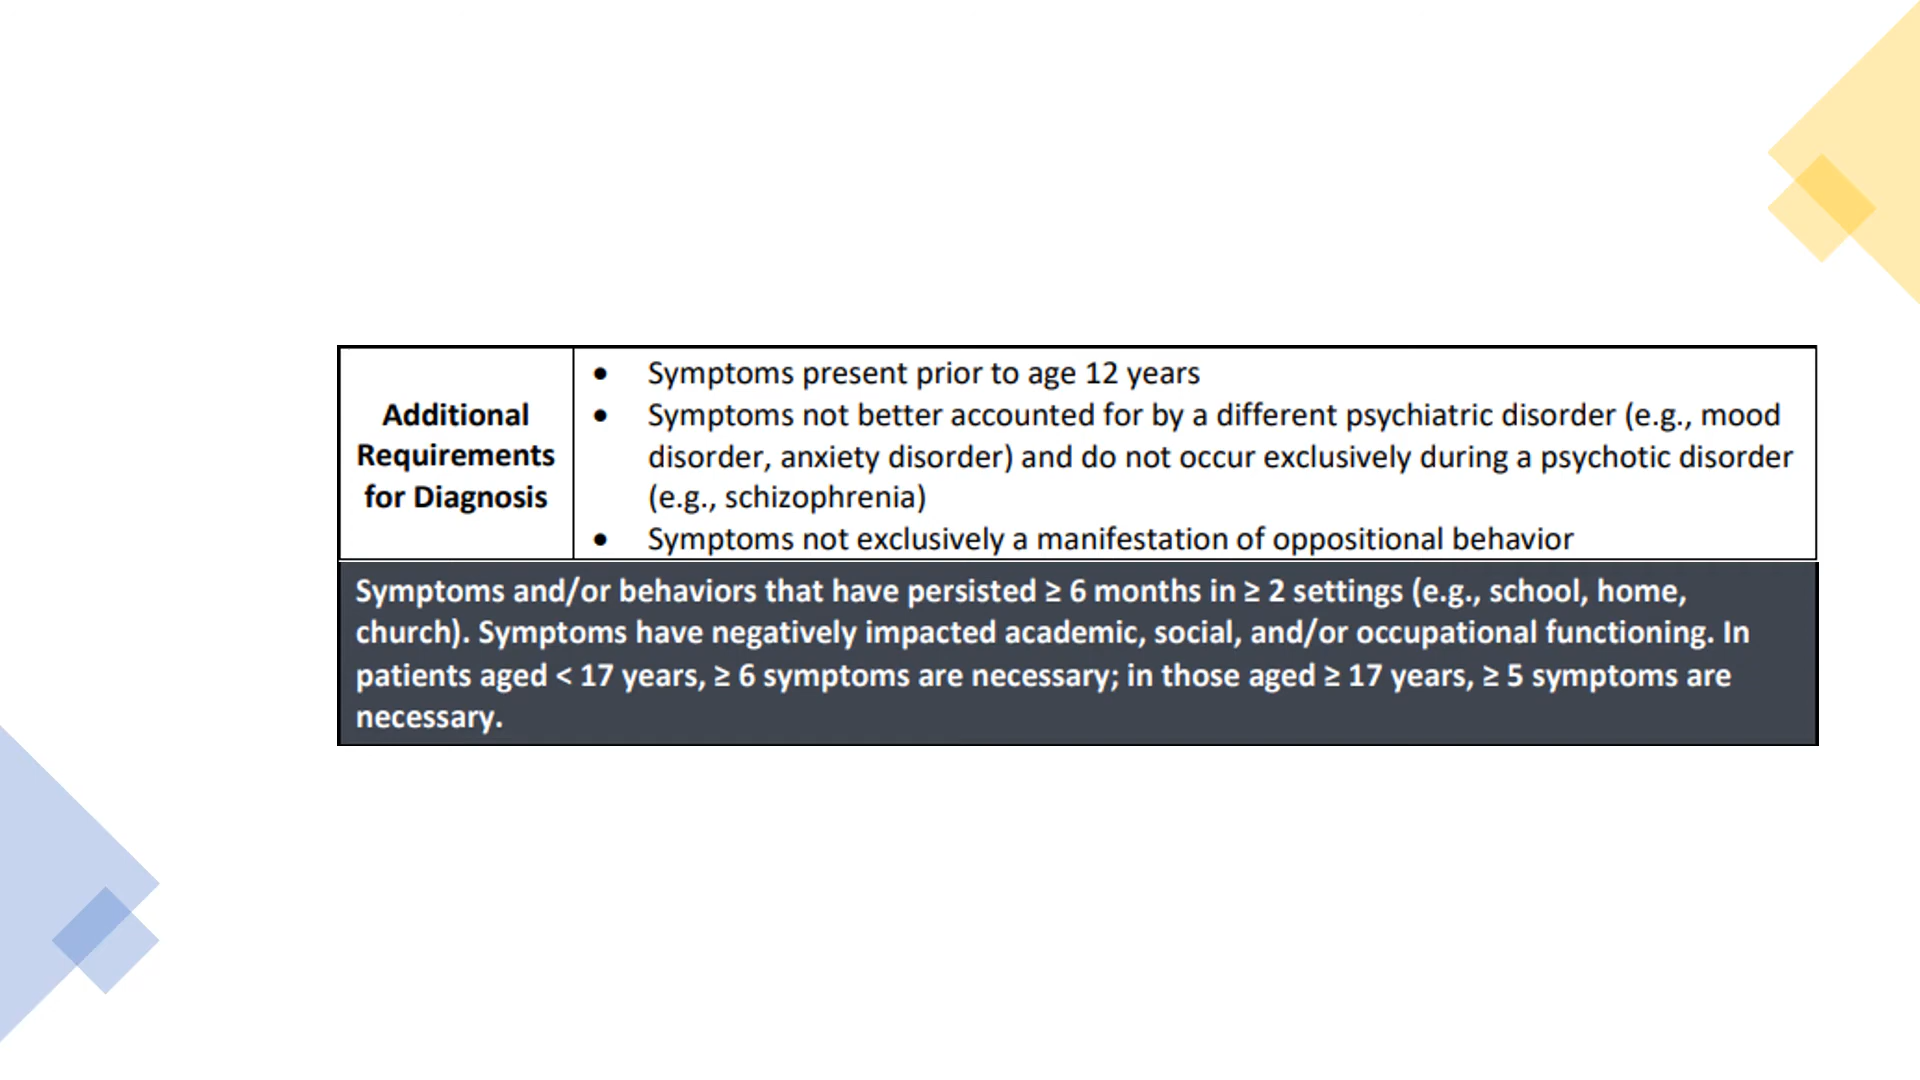 Additional
Requirements
for Diagnosis
• Symptoms present prior to age 12 years
• Symptoms not better accounted for by a different psychiatric disorder (e.g., mood
disorder, anxiety disorder) and do not occur exclusively during a psychotic disorder
(e.g., schizophrenia)
• Symptoms not exclusively a manifestation of oppositional behavior
Symptoms and/or behaviors that have persisted ≥ 6 months in ≥ 2 settings (e.g., school, home,
church). Symptoms have negatively impacted academic, social, and/or occupational functioning. In
patients aged < 17 years, ≥ 6 symptoms are necessary; in those aged ≥ 17 years, ≥ 5 symptoms are
necessary.